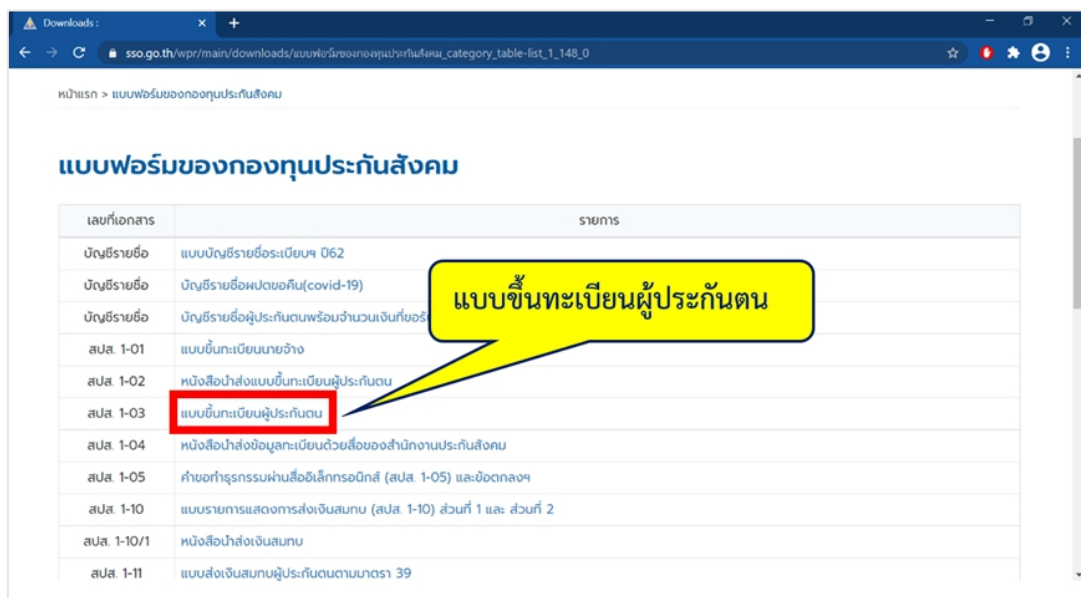 Downloads :
sso.go.th/wpr/main/downloads/แบบฟอร์มของกองทุนประกันสังคม_category_table-list_1_148_0
หน้าแรก > แบบฟอร์มของกองทุนประกันสังคม
แบบฟอร์มของกองทุนประกันสังคม
เลขที่เอกสาร รายการ
บัญชีรายชื่อ แบบบัญชีรายชื่อระเบียบฯ ปี62
บัญชีรายชื่อ บัญชีรายชื่อผปตขอคืน(covid-19)
บัญชีรายชื่อ บัญชีรายชื่อผู้ประกันตนพร้อมจำนวนเงินที่ขอรับ
แบบขึ้นทะเบียนผู้ประกันตน
สปส. 1-01 แบบขึ้นทะเบียนนายจ้าง
สปส. 1-02 หนังสือนำส่งแบบขึ้นทะเบียนผู้ประกันตน
สปส. 1-03 แบบขึ้นทะเบียนผู้ประกันตน
สปส. 1-04 หนังสือนำส่งข้อมูลทะเบียนด้วยสื่อของสำนักงานประกันสังคม
สปส. 1-05 คำขอทำธุรกรรมผ่านสื่ออิเล็กทรอนิกส์ (สปส. 1-05) และข้อตกลงฯ
สปส. 1-10 แบบรายการแสดงการส่งเงินสมทบ (สปส. 1-10) ส่วนที่ 1 และ ส่วนที่ 2
สปส. 1-10/1 หนังสือนำส่งเงินสมทบ
สปส. 1-11 แบบส่งเงินสมทบผู้ประกันตนตามมาตรา 39